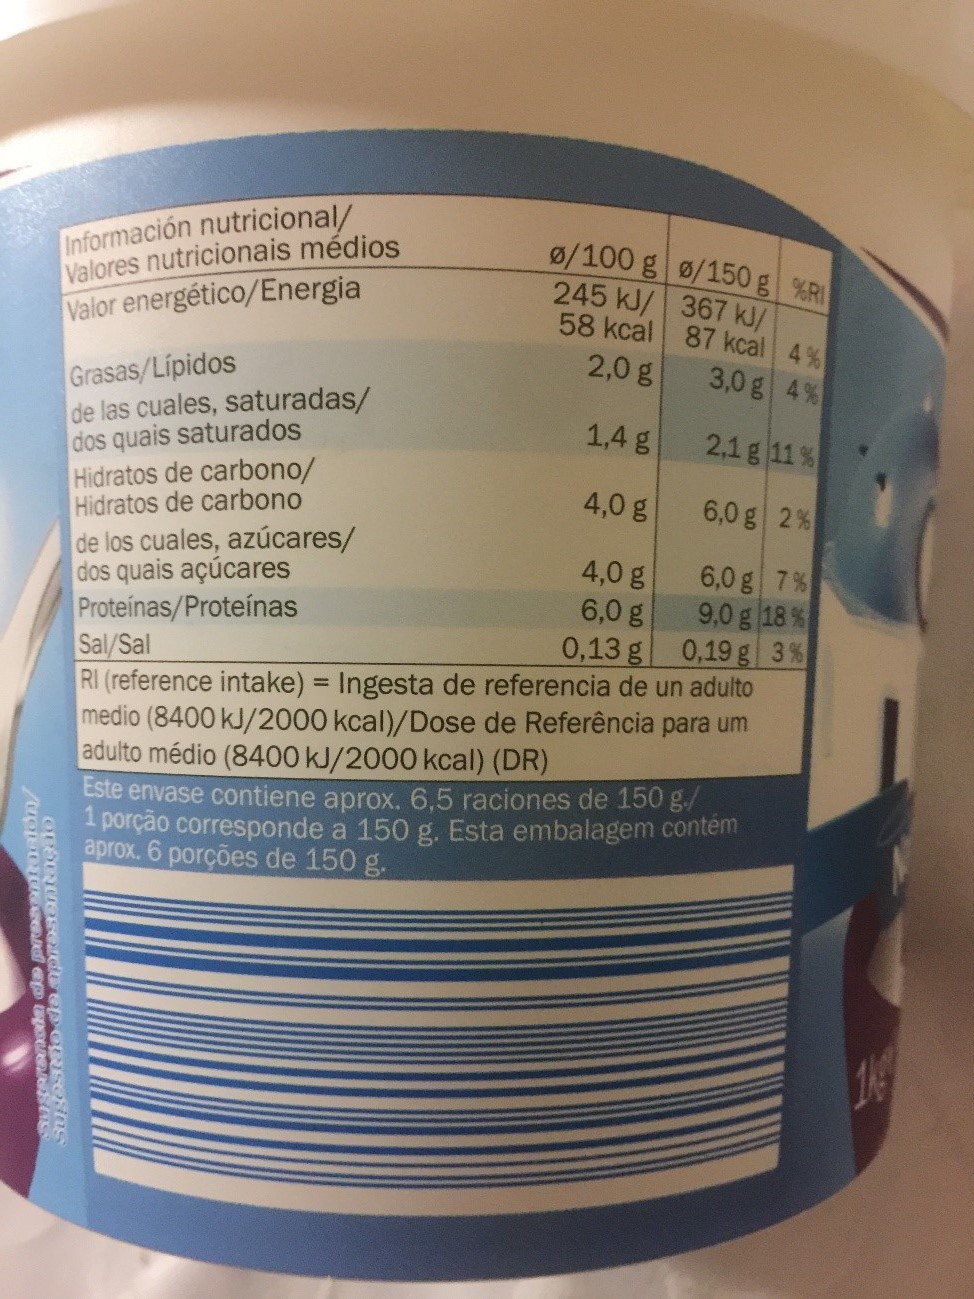 Información nutricional/
Valores nutricionais médios ø/100 g ø/150 g %RI
Valor energético/Energia 245 kJ/ 367 kJ/
58 kcal 87 kcal 4 %
Grasas/Lípidos 2,0 g 3,0 g 4 %
de las cuales, saturadas/
dos quais saturados 1,4 g 2,1 g 11 %
Hidratos de carbono/
Hidratos de carbono 4,0 g 6,0 g 2 %
de los cuales, azúcares/
dos quais açúcares 4,0 g 6,0 g 7 %
Proteínas/Proteínas 6,0 g 9,0 g 18 %
Sal/Sal 0,13 g 0,19 g 3 %
RI (reference intake) = Ingesta de referencia de un adulto
medio (8400 kJ/2000 kcal)/Dose de Referência para um
adulto médio (8400 kJ/2000 kcal) (DR)
Este envase contiene aprox. 6,5 raciones de 150 g./
1 porção corresponde a 150 g. Esta embalagem contém
aprox. 6 porções de 150 g.
Sugerencia de presentación/
Sugestão de apresentação
1kg